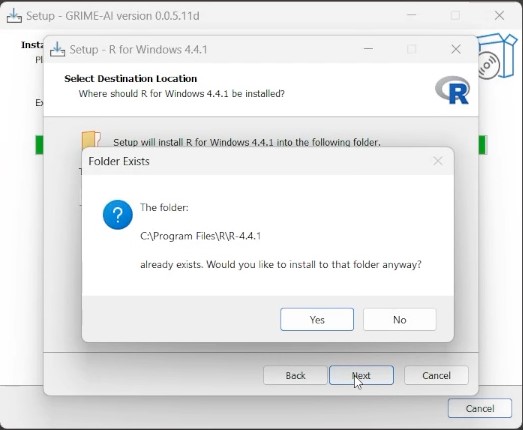 Setup - GRIME-AI version 0.0.5.11d
Setup - R for Windows 4.4.1
Select Destination Location
Where should R for Windows 4.4.1 be installed?
R
Setup will install R for Windows 4.4.1 into the following folder.
Folder Exists
The folder:
C:\Program Files\R\R-4.4.1
already exists. Would you like to install to that folder anyway?
Yes
No
Back
Next
Cancel
Cancel